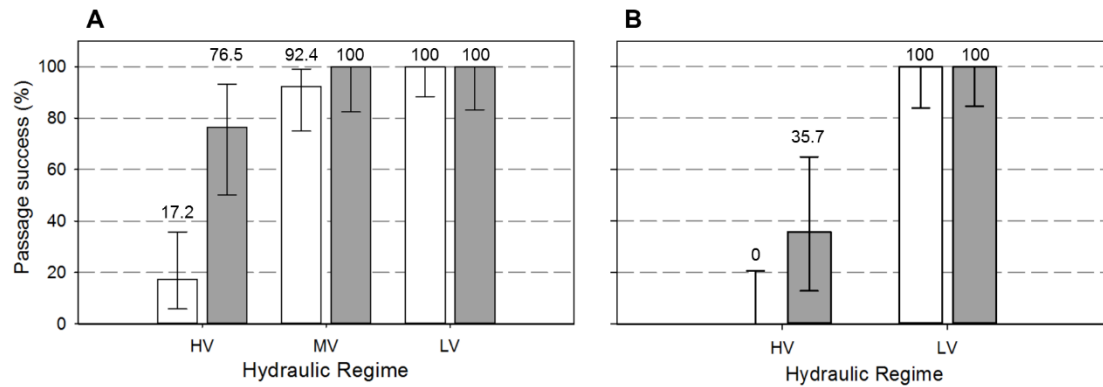 A
B
76.5
92.4
100
100
100
100
100
100
80
60
40
20
0
17.2
35.7
0
Passage success (%)
HV
MV
LV
HV
LV
Hydraulic Regime
Hydraulic Regime